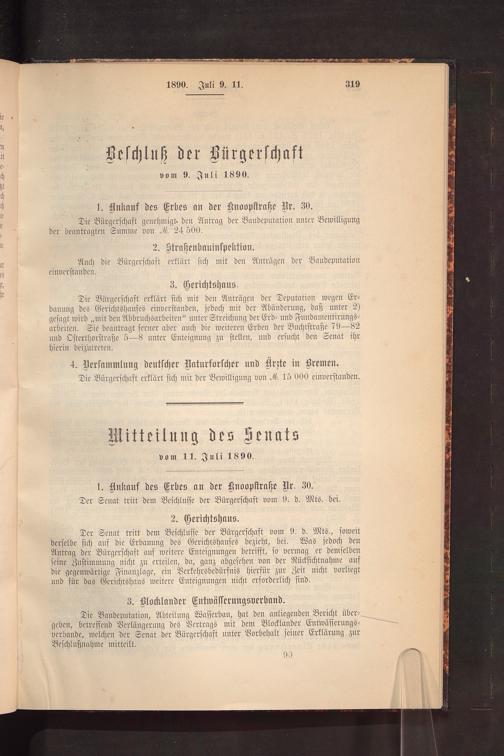 1890. Juli 9. 11.
319
Beschluß der Bürgerschaft
vom 9. Juli 1890.
1. Ankauf des Erbes an der Knoopstraße Nr. 30.
Die Bürgerschaft genehmigt den Antrag der Baudeputation unter Bewilligung
der beantragten Summe von ℳ 24 500.
2. Straßenbauinspektion.
Auch die Bürgerschaft erklärt sich mit den Anträgen der Baudeputation
einverstanden.
3. Gerichtshaus.
Die Bürgerschaft erklärt sich mit den Anträgen der Deputation wegen Er-
bauung des Gerichtshauses einverstanden, jedoch mit der Abänderung, daß unter 2)
gesagt wird „mit den Abbruchsarbeiten“ unter Streichung der Erd- und Fundamentirungs-
arbeiten. Sie beantragt ferner aber auch die weiteren Erben der Buchtstraße 79—82
und Osterthorstraße 5—8 unter Enteignung zu stellen, und ersucht den Senat ihr
hierin beizutreten.
4. Versammlung deutscher Naturforscher und Ärzte in Bremen.
Die Bürgerschaft erklärt sich mit der Bewilligung von ℳ 15 000 einverstanden.
Mitteilung des Senats
vom 11. Juli 1890.
1. Ankauf des Erbes an der Knoopstraße Nr. 30.
Der Senat tritt dem Beschlusse der Bürgerschaft vom 9. d. Mts. bei.
2. Gerichtshaus.
Der Senat tritt dem Beschlusse der Bürgerschaft vom 9. d. Mts., soweit
derselbe sich auf die Erbauung des Gerichtshauses bezieht, bei. Was jedoch den
Antrag der Bürgerschaft auf weitere Enteignungen betrifft, so vermag er demselben
seine Zustimmung nicht zu erteilen, da, ganz abgesehen von der Rücksichtnahme auf
die gegenwärtige Finanzlage, ein Verkehrsbedürfnis hierfür zur Zeit nicht vorliegt
und für das Gerichtshaus weitere Enteignungen nicht erforderlich sind.
3. Blocklander Entwässerungsverband.
Die Baudeputation, Abteilung Wasserbau, hat den anliegenden Bericht über-
geben, betreffend Verlängerung des Vertrags mit dem Blocklander Entwässerungs-
verbande, welchen der Senat der Bürgerschaft unter Vorbehalt seiner Erklärung zur
Beschlußnahme mitteilt.
90